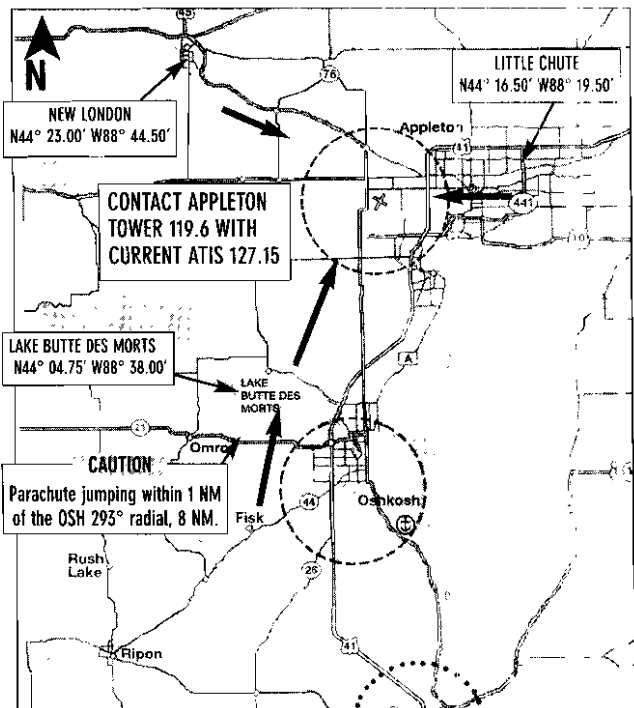 45
N
76
LITTLE CHUTE
N44° 16.50' W88° 19.50'
NEW LONDON
N44° 23.00' W88° 44.50'
Appleton
41
CONTACT APPLETON
TOWER 119.6 WITH
CURRENT ATIS 127.15
441
10
LAKE BUTTE DES MORTS
N44° 04.75' W88° 38.00'
A
LAKE
BUTTE DES
MORTS
21
Omro
CAUTION
Parachute jumping within 1 NM
of the OSH 293° radial, 8 NM.
44
Oshkosh
Fisk
Rush
Lake
26
41
Ripon